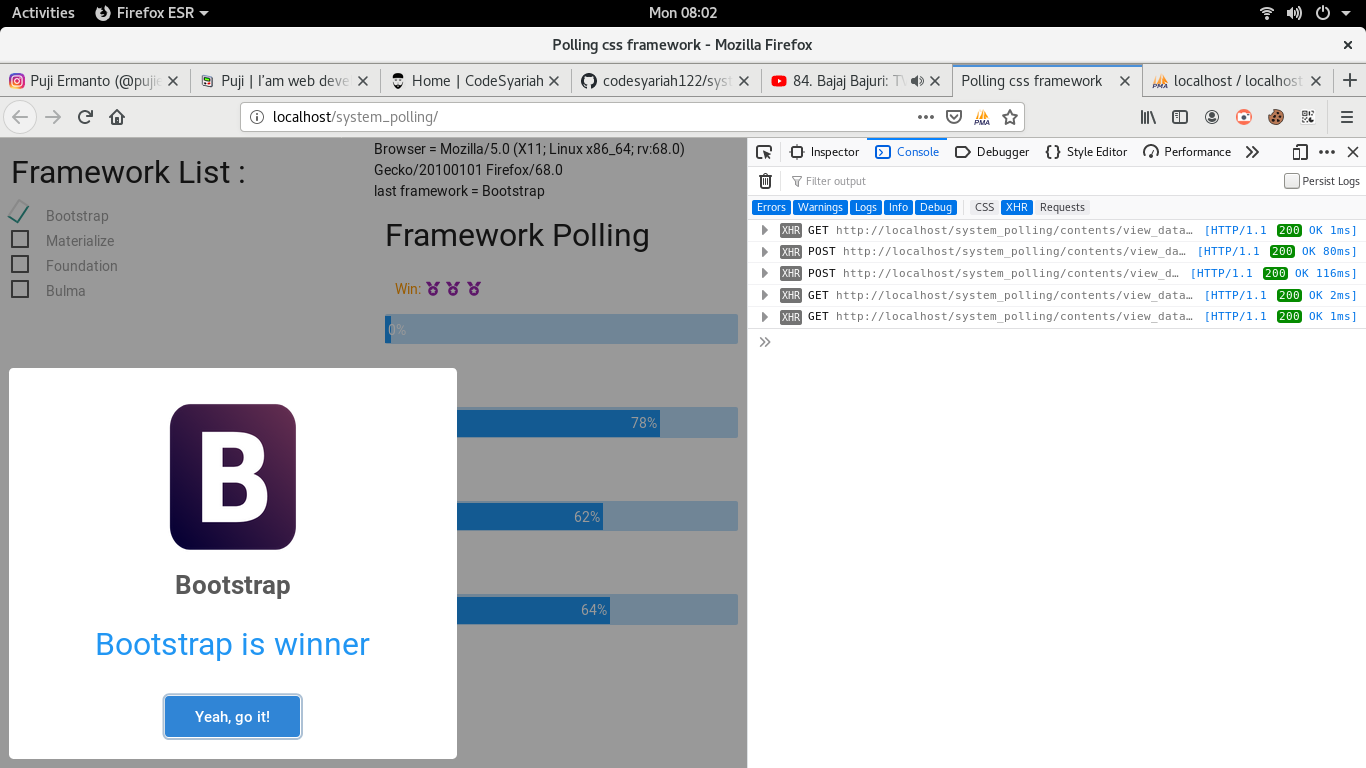 Activities Firefox ESR Mon 08:02
Polling css framework - Mozilla Firefox
Puji Ermanto (@pujie
Puji | I'am web deve
Home | CodeSyariah
codesyariah122/syst
84. Bajaj Bajuri: TV
Polling css framework
PMA localhost / localhost
localhost/system_polling/
PMA
Framework List :
Bootstrap
Materialize
Foundation
Bulma
Browser = Mozilla/5.0 (X11; Linux x86_64; rv:68.0)
Gecko/20100101 Firefox/68.0
last framework = Bootstrap
Framework Polling
Win:
0%
78%
62%
64%
B
Bootstrap
Bootstrap is winner
Yeah, go it!
Inspector Console Debugger Style Editor Performance
Filter output Persist Logs
Errors Warnings Logs Info Debug CSS XHR Requests
XHR GET http://localhost/system_polling/contents/view_data… [HTTP/1.1 200 OK 1ms]
XHR POST http://localhost/system_polling/contents/view_da… [HTTP/1.1 200 OK 80ms]
XHR POST http://localhost/system_polling/contents/view_d… [HTTP/1.1 200 OK 116ms]
XHR GET http://localhost/system_polling/contents/view_data… [HTTP/1.1 200 OK 2ms]
XHR GET http://localhost/system_polling/contents/view_data… [HTTP/1.1 200 OK 1ms]